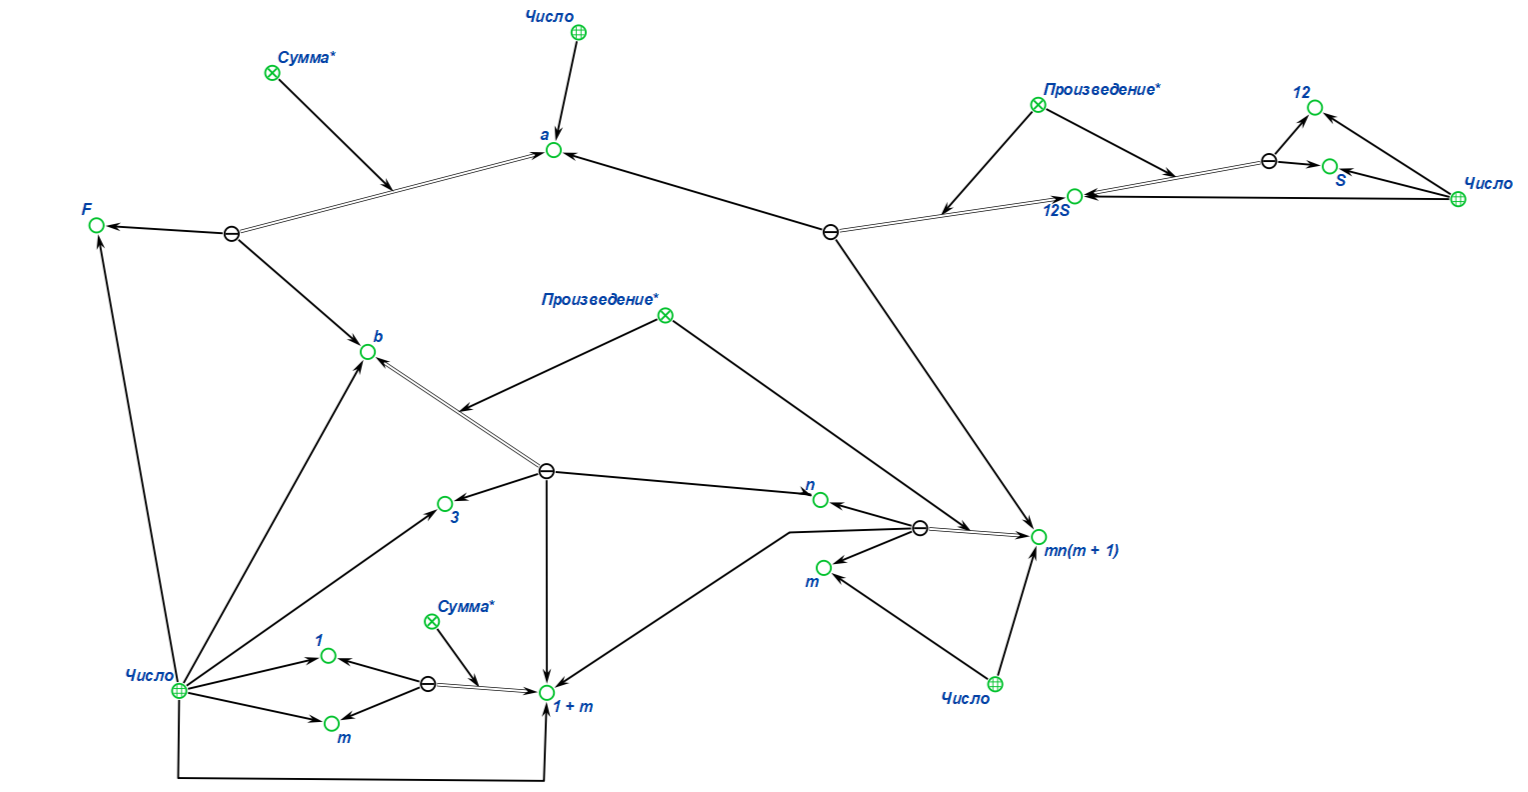 Число
Сумма*
Произведение*
12
a
S
Число
F
12S
Произведение*
b
n
3
mn(m + 1)
m
Сумма*
1
Число
Число
1 + m
m